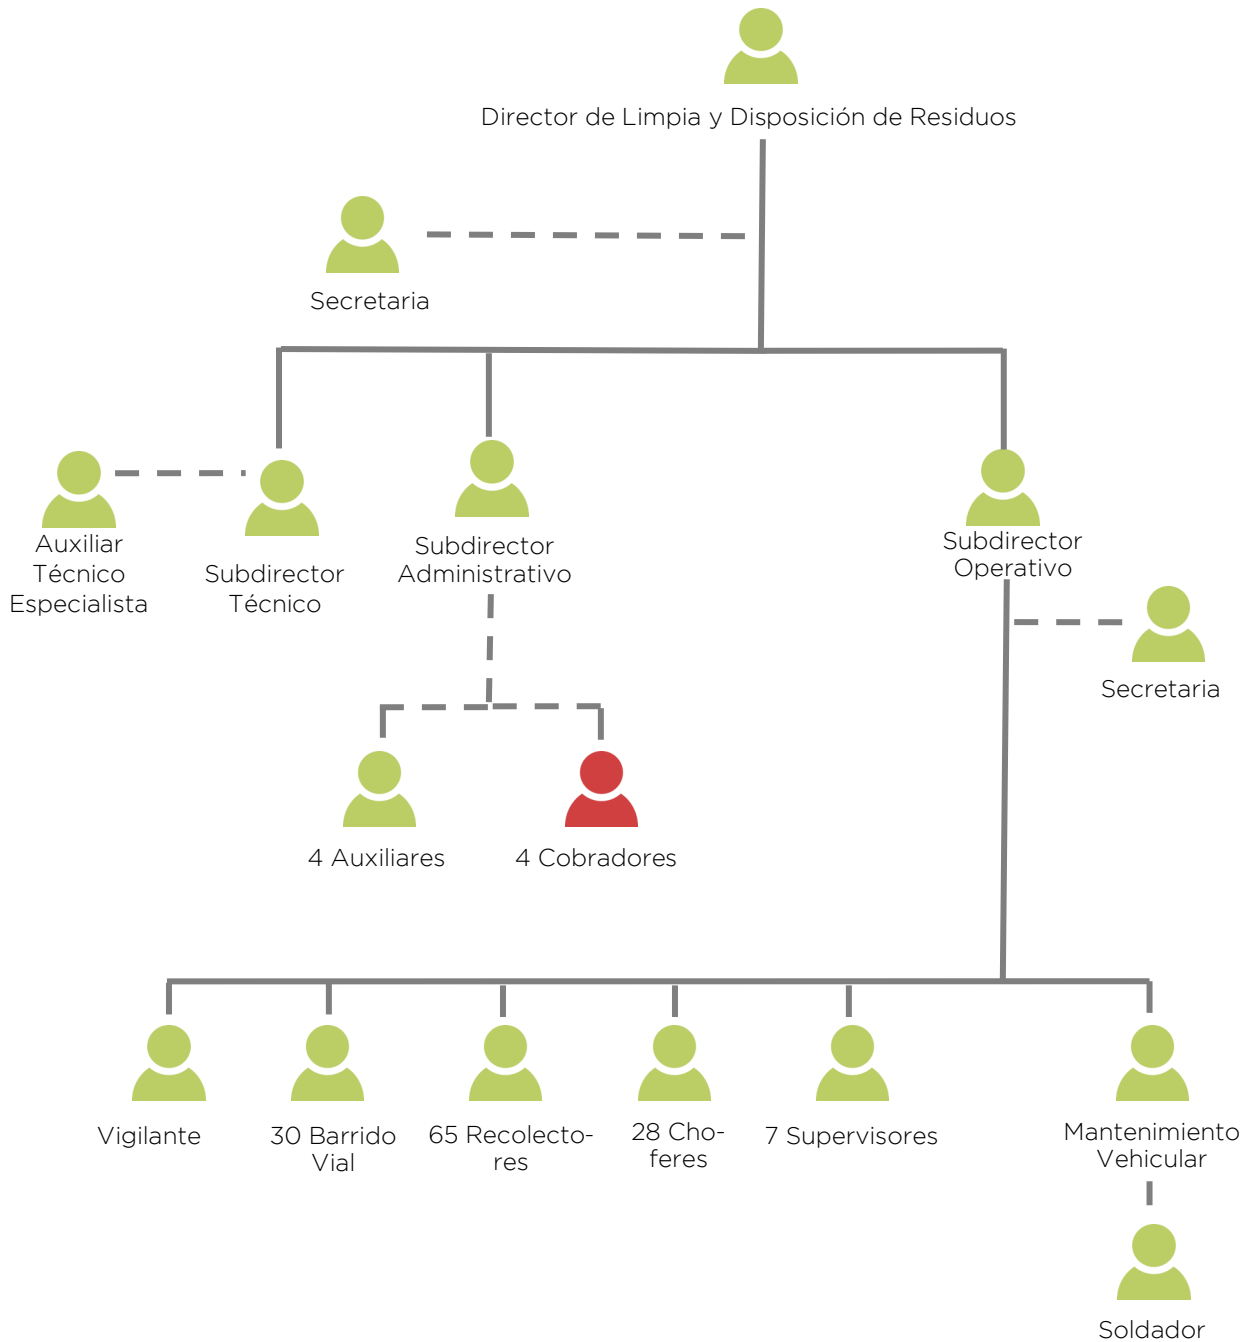 Director de Limpia y Disposición de Residuos
Secretaria
Auxiliar
Técnico
Especialista
Subdirector
Técnico
Subdirector
Administrativo
Subdirector
Operativo
Secretaria
4 Auxiliares
4 Cobradores
Vigilante
30 Barrido
Vial
65 Recolecto-
res
28 Cho-
feres
7 Supervisores
Mantenimiento
Vehicular
Soldador